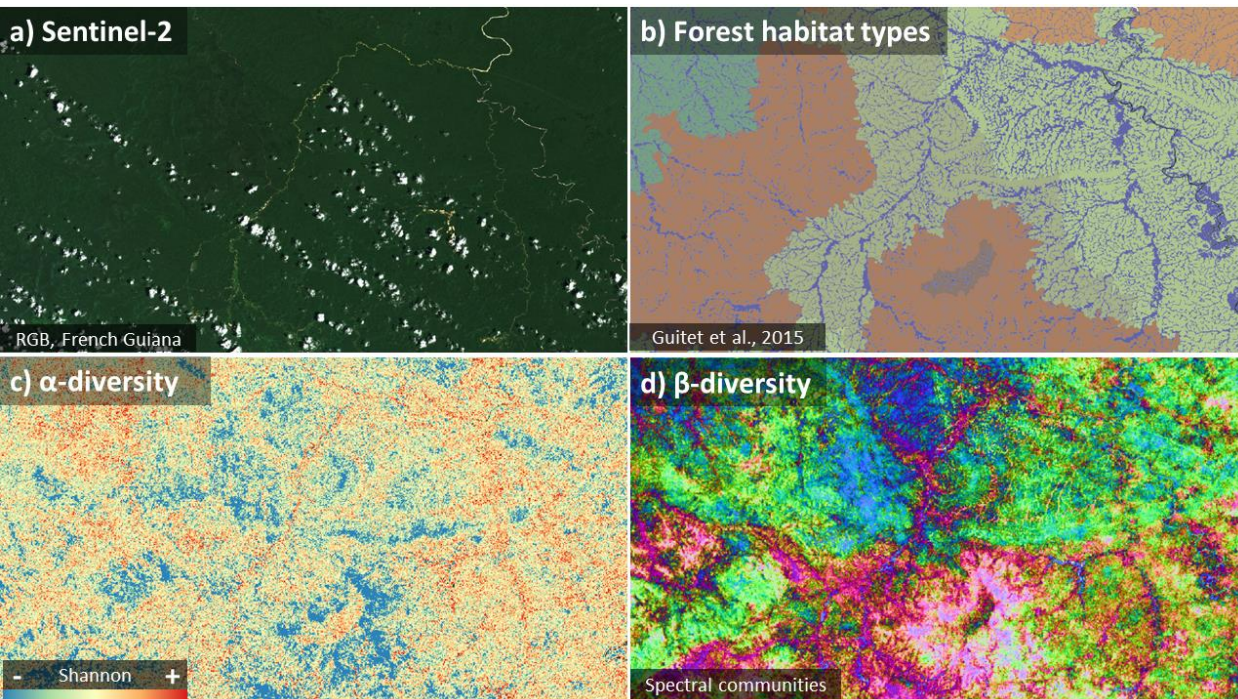 a) Sentinel-2
RGB, French Guiana
b) Forest habitat types
Guitet et al., 2015
c) α-diversity
- Shannon +
d) β-diversity
Spectral communities